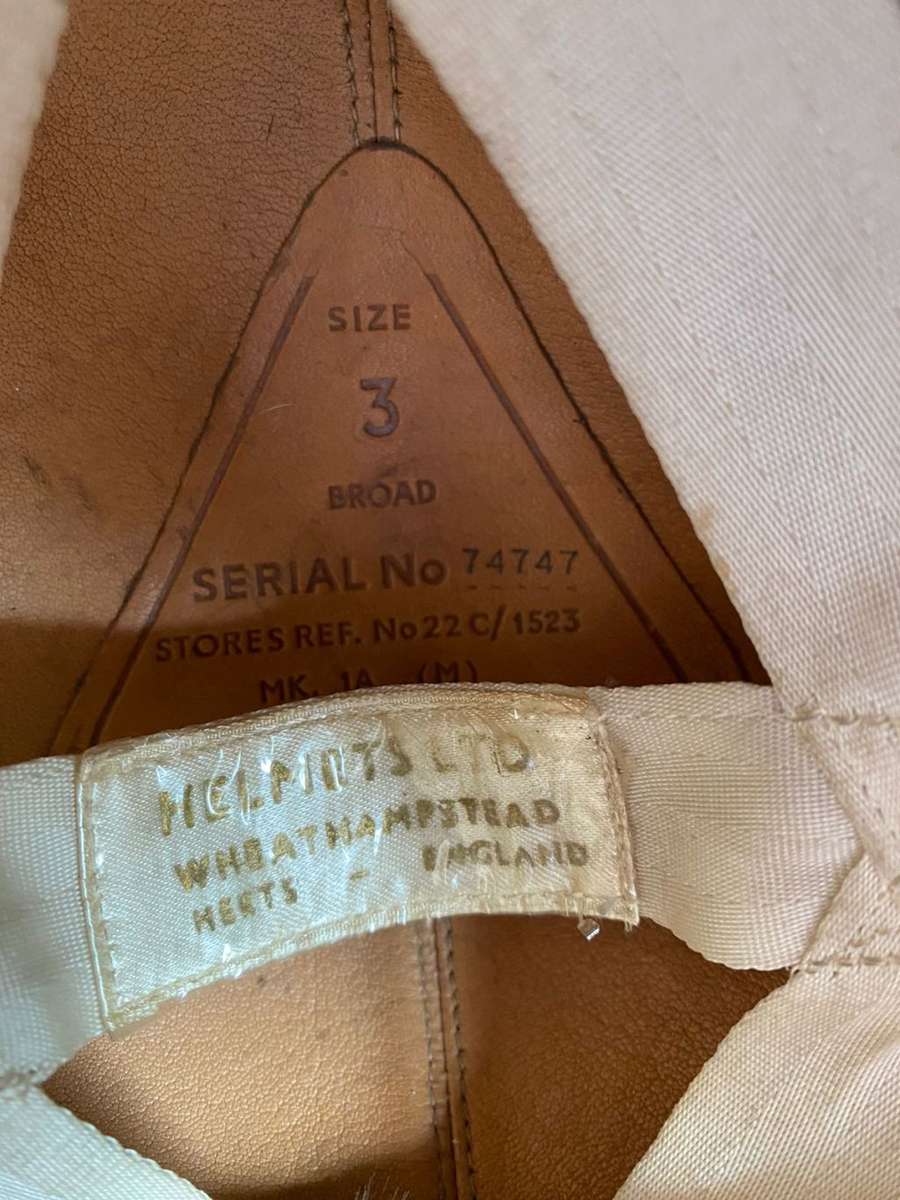 SIZE
3
BROAD
SERIAL No 74747
STORES REF. No 22 C/1523
MK. 1A (M)
HELMETS LTD
WHEATHAMPSTEAD
HERTS - ENGLAND